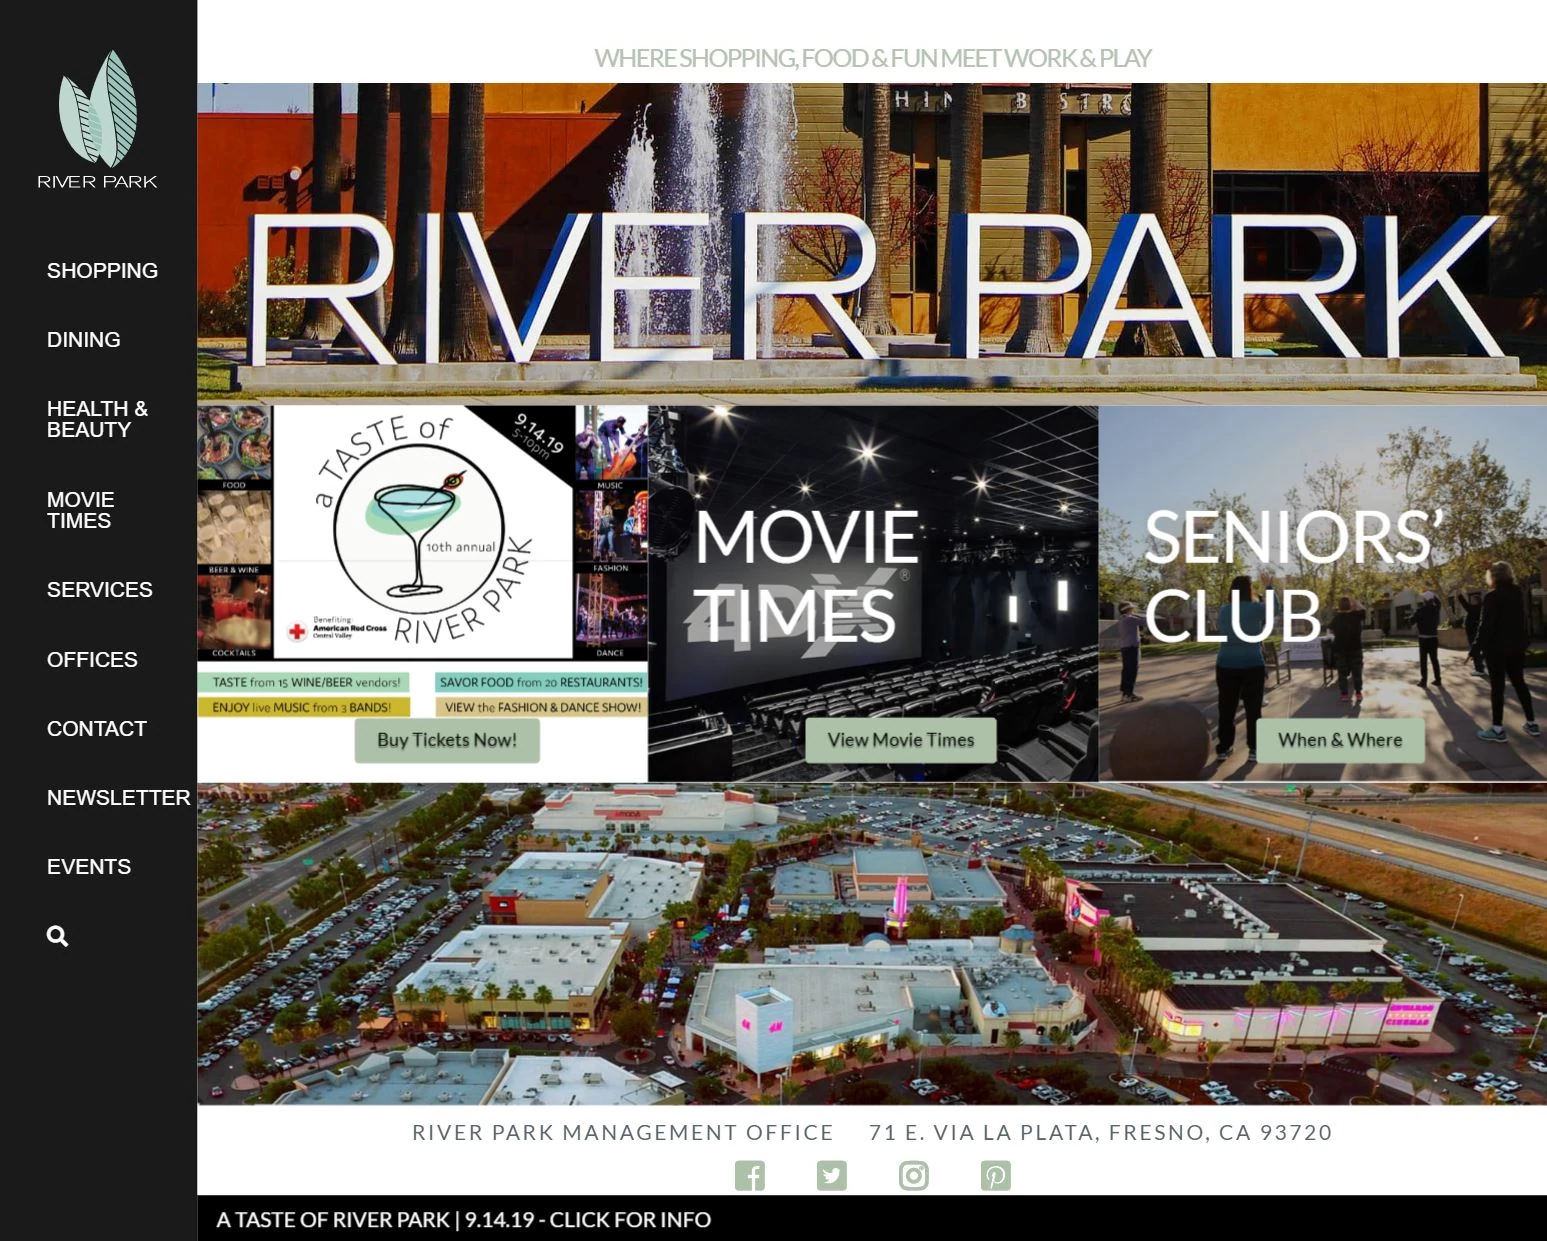 RIVER PARK
SHOPPING
DINING
HEALTH &
BEAUTY
MOVIE
TIMES
SERVICES
OFFICES
CONTACT
NEWSLETTER
EVENTS
WHERE SHOPPING, FOOD & FUN MEET WORK & PLAY
RIVER PARK
FOOD
BEER & WINE
COCKTAILS
a TASTE of
RIVER PARK
10th annual
9.14.19
5-10pm
Benefiting:
American Red Cross
Central Valley
MUSIC
FASHION
DANCE
TASTE from 15 WINE/BEER vendors!
SAVOR FOOD from 20 RESTAURANTS!
ENJOY live MUSIC from 3 BANDS!
VIEW the FASHION & DANCE SHOW!
Buy Tickets Now!
MOVIE
TIMES
4DX®
View Movie Times
SENIORS’
CLUB
When & Where
H&M
RIVER PARK MANAGEMENT OFFICE 71 E. VIA LA PLATA, FRESNO, CA 93720
A TASTE OF RIVER PARK | 9.14.19 - CLICK FOR INFO